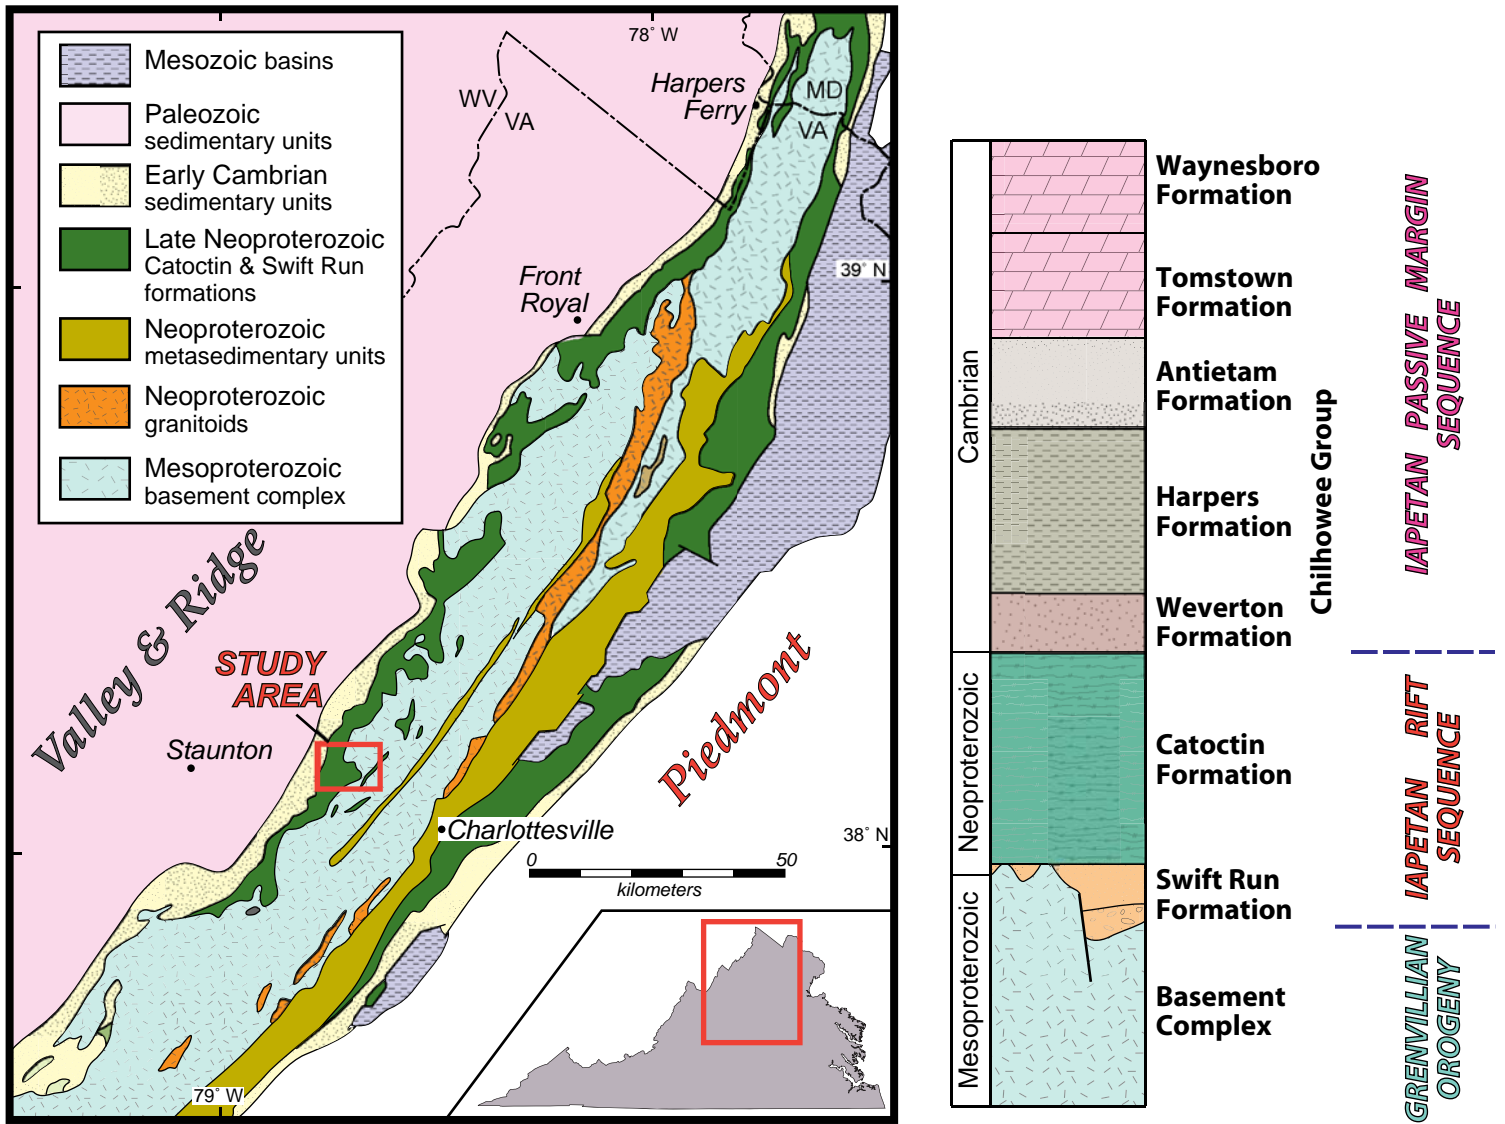 Mesozoic basins
Paleozoic
sedimentary units
Early Cambrian
sedimentary units
Late Neoproterozoic
Catoctin & Swift Run
formations
Neoproterozoic
metasedimentary units
Neoproterozoic
granitoids
Mesoproterozoic
basement complex
78° W
Harpers
Ferry
MD
VA
WV
VA
39° N
Front
Royal
Valley & Ridge
STUDY
AREA
Staunton
Piedmont
Charlottesville
38° N
0
50
kilometers
79° W
Cambrian
Neoproterozoic
Mesoproterozoic
Waynesboro
Formation
Tomstown
Formation
Antietam
Formation
Harpers
Formation
Weverton
Formation
Chilhowee Group
Catoctin
Formation
Swift Run
Formation
Basement
Complex
IAPETAN PASSIVE MARGIN
SEQUENCE
IAPETAN RIFT
SEQUENCE
GRENVILLIAN
OROGENY